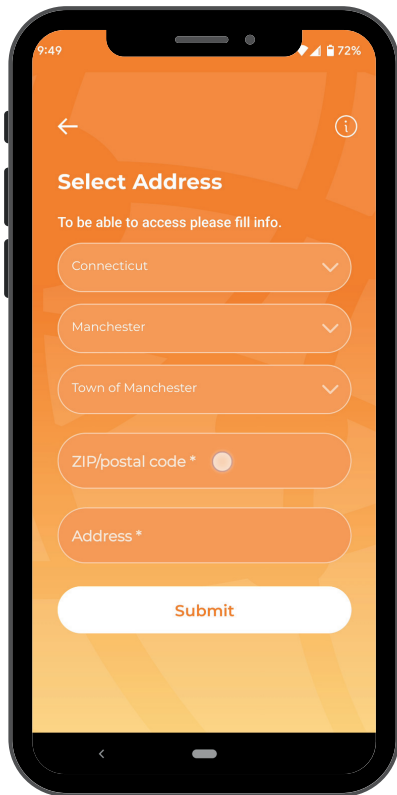 9:49
72%
Select Address
To be able to access please fill info.
Connecticut
Manchester
Town of Manchester
ZIP/postal code *
Address *
Submit